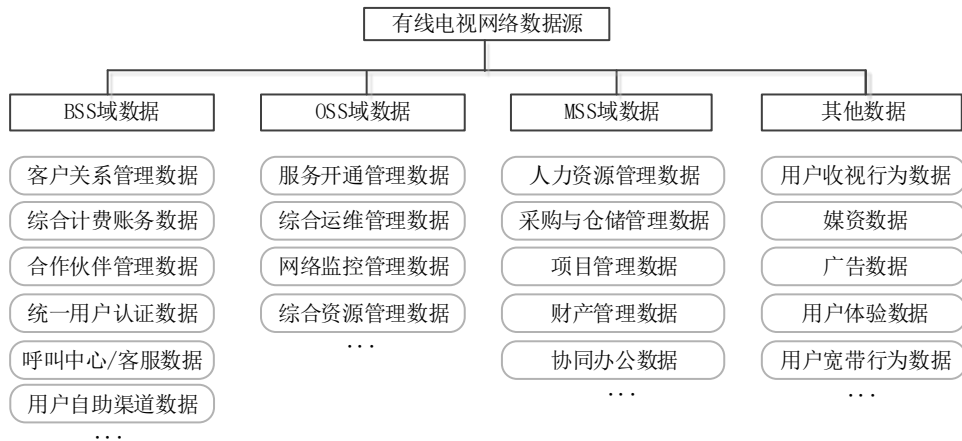 有线电视网络数据源
BSS域数据
OSS域数据
MSS域数据
其他数据
客户关系管理数据
综合计费账务数据
合作伙伴管理数据
统一用户认证数据
呼叫中心/客服数据
用户自助渠道数据
...
服务开通管理数据
综合运维管理数据
网络监控管理数据
综合资源管理数据
...
人力资源管理数据
采购与仓储管理数据
项目管理数据
财产管理数据
协同办公数据
...
用户收视行为数据
媒资数据
广告数据
用户体验数据
用户宽带行为数据
...